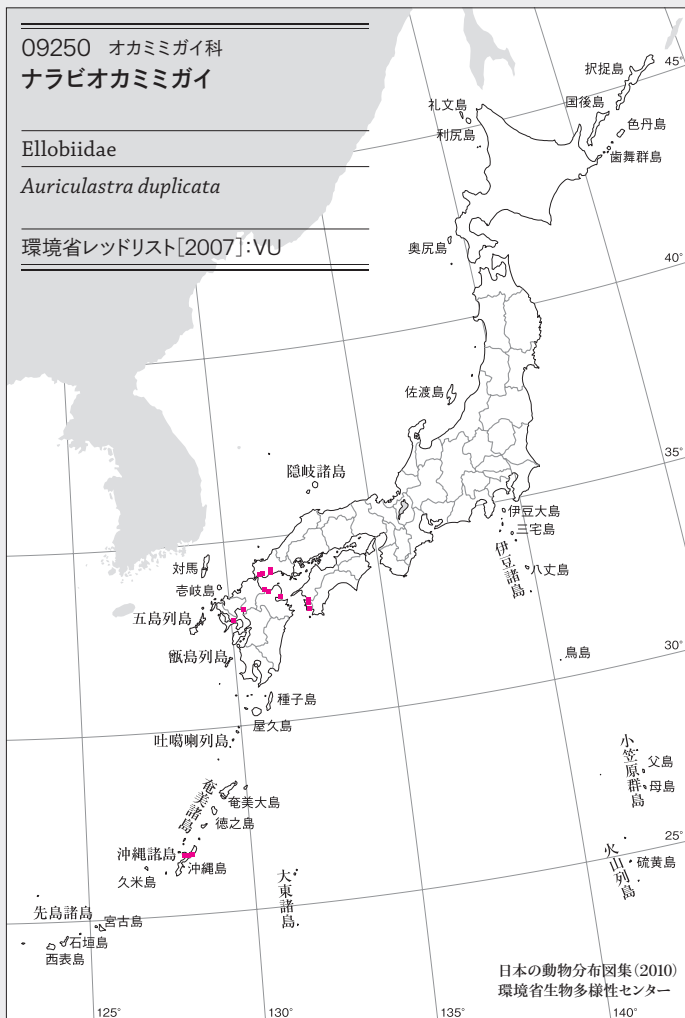 09250 オカミミガイ科
ナラビオカミミガイ
Ellobiidae
Auriculastra duplicata
環境省レッドリスト[2007]:VU
択捉島
45°
国後島
礼文島
色丹島
利尻島
歯舞群島
奥尻島
40°
佐渡島
35°
隠岐諸島
伊豆大島
三宅島
伊豆諸島
八丈島
対馬
壱岐島
五島列島
甑島列島
鳥島
30°
種子島
屋久島
吐噶喇列島
小笠原群島
父島
母島
奄美諸島
奄美大島
徳之島
25°
火山列島
硫黄島
沖縄諸島
沖縄島
久米島
大東諸島
先島諸島
宮古島
石垣島
西表島
日本の動物分布図集(2010)
環境省生物多様性センター
125°
130°
135°
140°